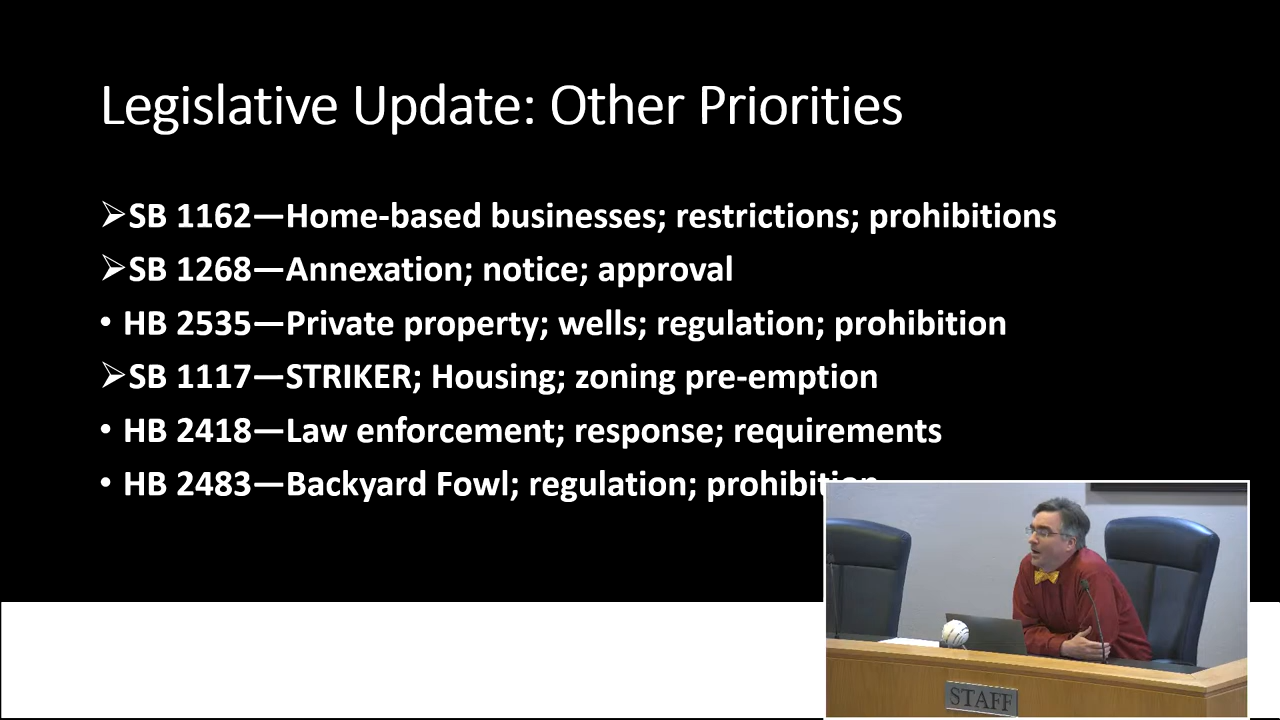 Legislative Update: Other Priorities
➢SB 1162—Home-based businesses; restrictions; prohibitions
➢SB 1268—Annexation; notice; approval
• HB 2535—Private property; wells; regulation; prohibition
➢SB 1117—STRIKER; Housing; zoning pre-emption
• HB 2418—Law enforcement; response; requirements
• HB 2483—Backyard Fowl; regulation; prohibition
STAFF